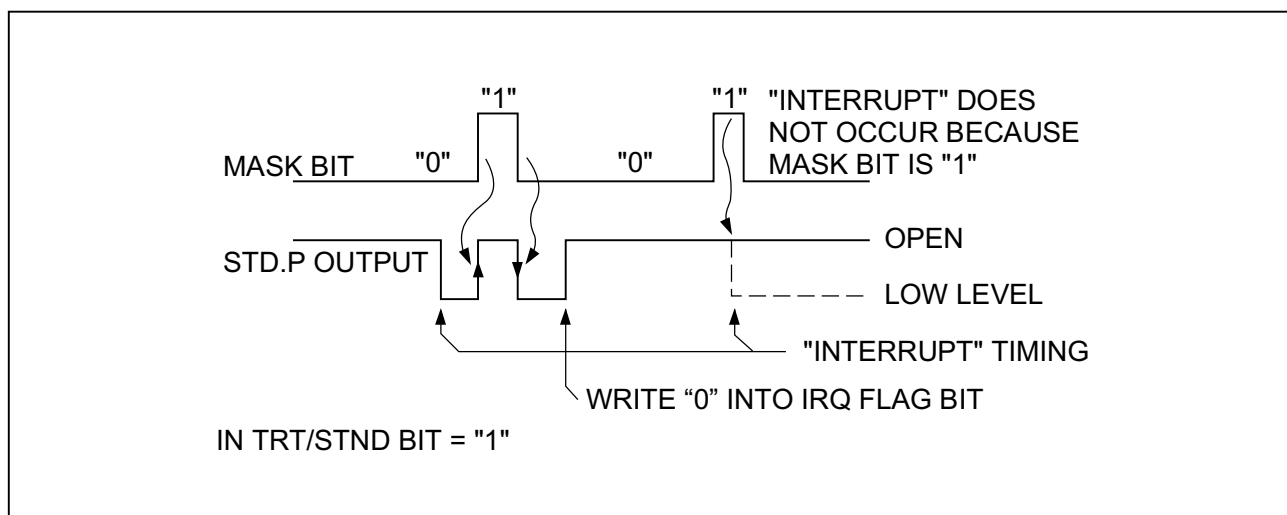 "1"
"1"
"INTERRUPT" DOES
NOT OCCUR BECAUSE
MASK BIT IS "1"
MASK BIT
"0"
"0"
STD.P OUTPUT
OPEN
LOW LEVEL
"INTERRUPT" TIMING
WRITE “0” INTO IRQ FLAG BIT
IN TRT/STND BIT = "1"